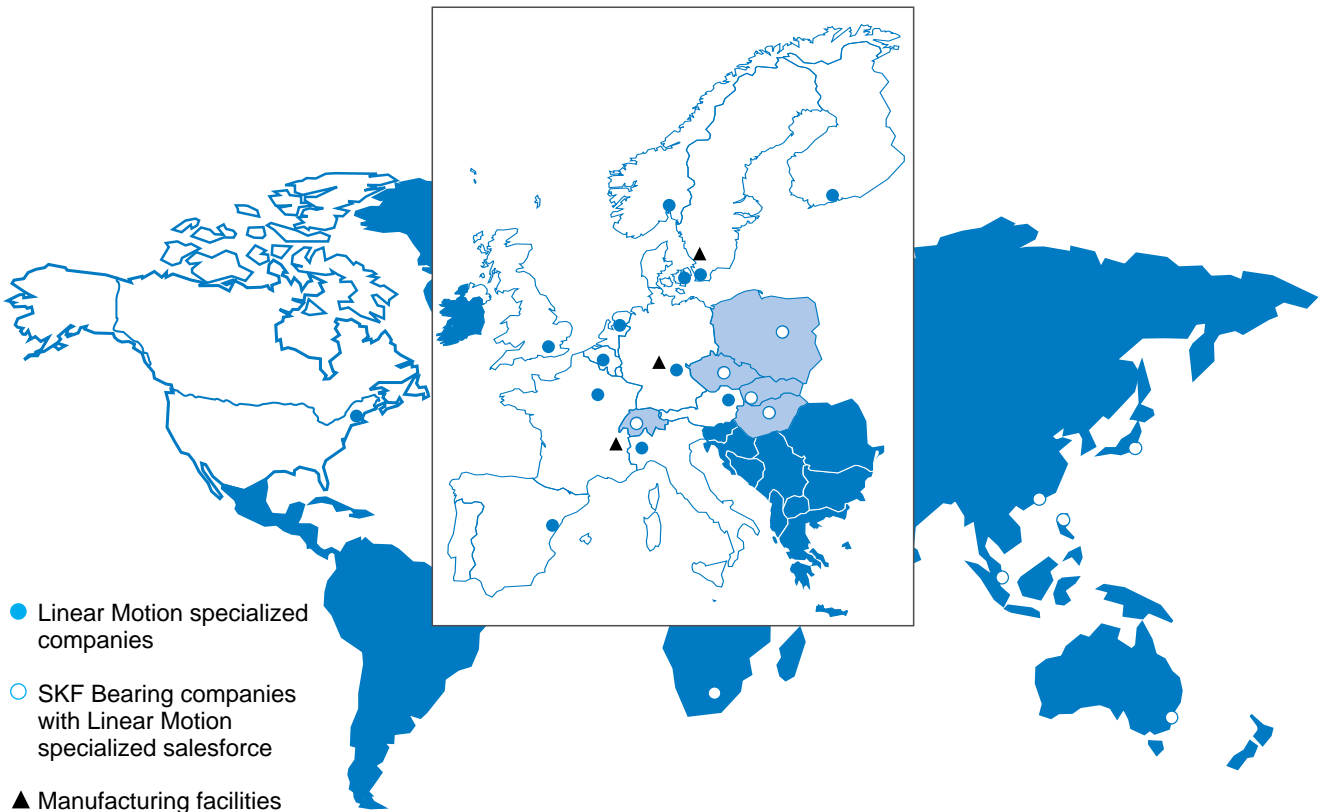 Linear Motion specialized
companies
SKF Bearing companies
with Linear Motion
specialized salesforce
Manufacturing facilities